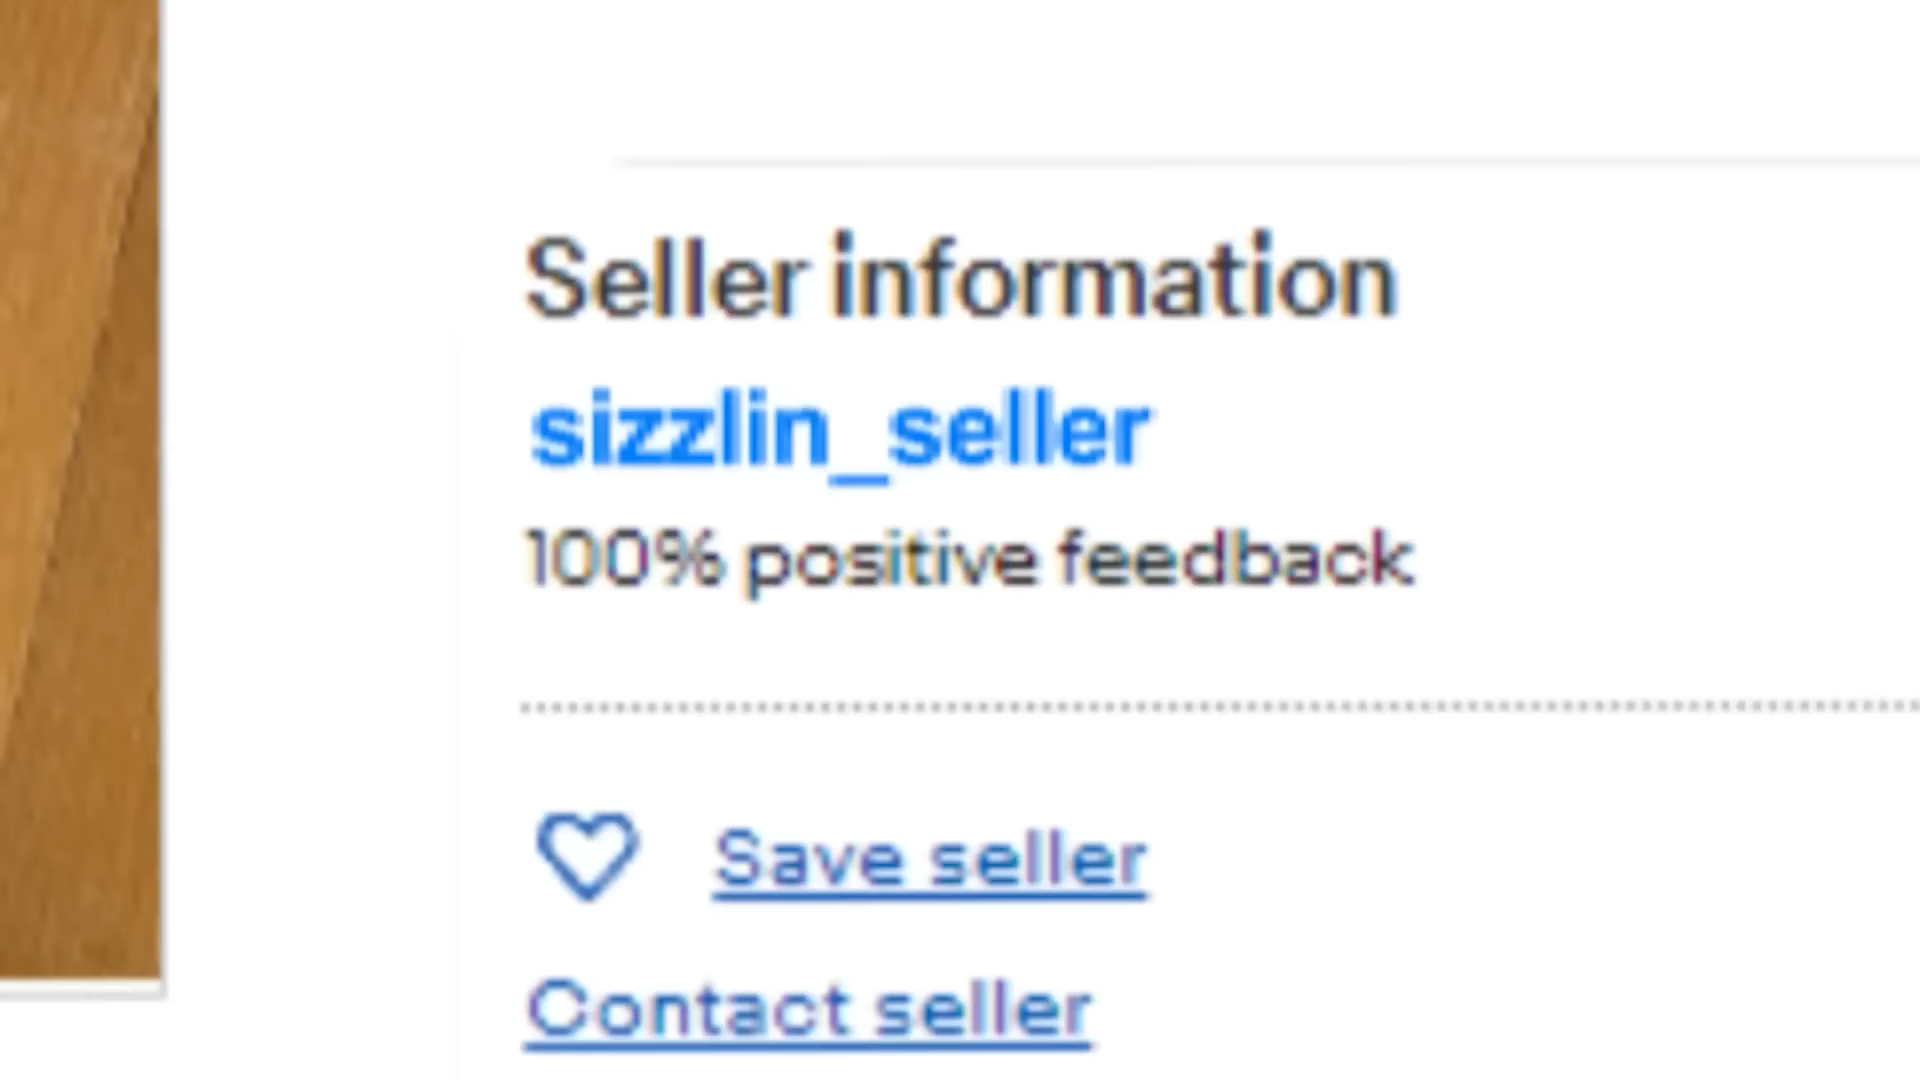 Seller information
sizzlin_seller
100% positive feedback
Save seller
Contact seller